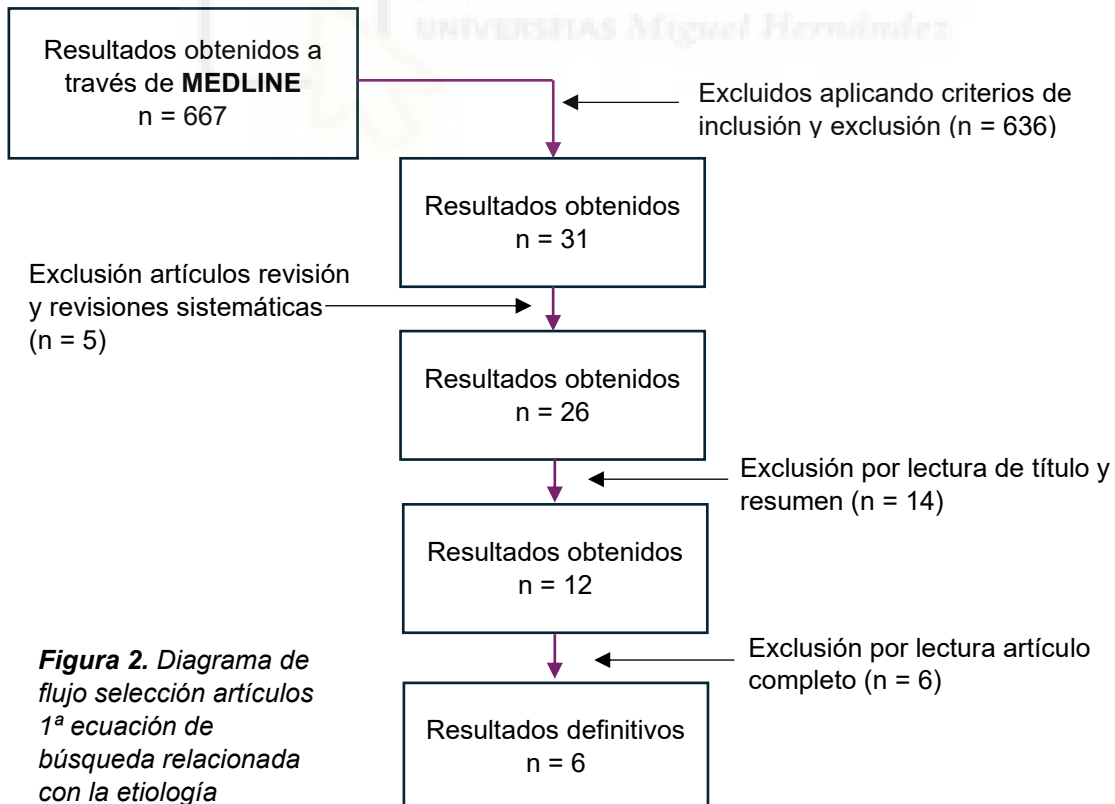 UNIVERSITAS Miguel Hernández
Resultados obtenidos a
través de MEDLINE
n = 667
Excluidos aplicando criterios de
inclusión y exclusión (n = 636)
Resultados obtenidos
n = 31
Exclusión artículos revisión
y revisiones sistemáticas
(n = 5)
Resultados obtenidos
n = 26
Exclusión por lectura de título y
resumen (n = 14)
Resultados obtenidos
n = 12
Exclusión por lectura artículo
completo (n = 6)
Figura 2. Diagrama de
flujo selección artículos
1ª ecuación de
búsqueda relacionada
con la etiología
Resultados definitivos
n = 6